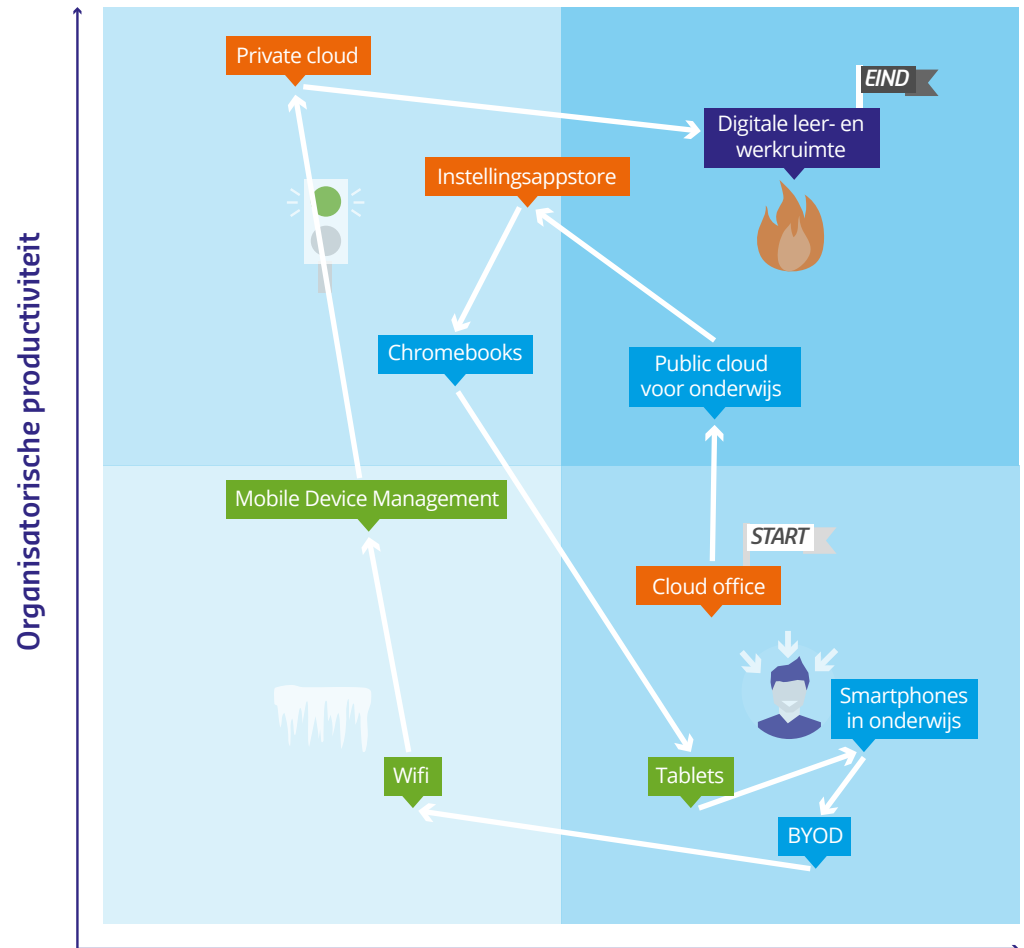 Organisatorische productiviteit
Private cloud
EIND
Digitale leer- en
werkruimte
Instellingsappstore
Chromebooks
Public cloud
voor onderwijs
Mobile Device Management
START
Cloud office
Smartphones
in onderwijs
Wifi
Tablets
BYOD